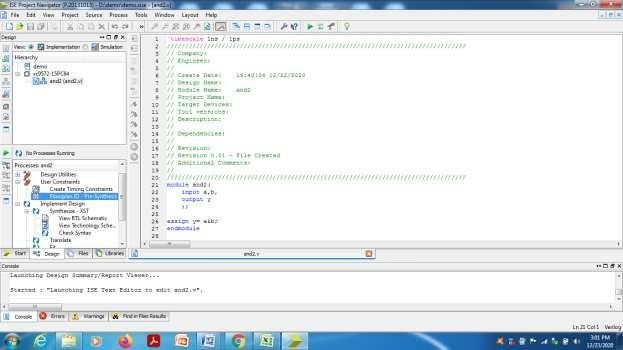 ISE Project Navigator (P.20131013) - D:\demo\demo.xise - [and2.v]
File Edit View Project Source Process Tools Window Layout Help
Design
View: Implementation Simulation
Hierarchy
demo
xc9572-15PC84
and2 (and2.v)
No Processes Running
Processes: and2
Design Utilities
User Constraints
Create Timing Constraints
Floorplan IO - Pre-Synthesis
Implement Design
Synthesize - XST
View RTL Schematic
View Technology Sche...
Check Syntax
Translate
Fit
Start Design Files Libraries
1 `timescale 1ns / 1ps
2 //////////////////////////////////////////////////////////////////////////////////
3 // Company:
4 // Engineer:
5 //
6 // Create Date: 16:40:04 12/22/2020
7 // Design Name:
8 // Module Name: and2
9 // Project Name:
10 // Target Devices:
11 // Tool versions:
12 // Description:
13 //
14 // Dependencies:
15 //
16 // Revision:
17 // Revision 0.01 - File Created
18 // Additional Comments:
19 //
20 //////////////////////////////////////////////////////////////////////////////////
21 module and2(
22 input a,b,
23 output y
24 );
25
26 assign y= a&b;
27 endmodule
28
and2.v
Console
Launching Design Summary/Report Viewer...
Started : "Launching ISE Text Editor to edit and2.v".
Console Errors Warnings Find in Files Results
Ln 21 Col 1 Verilog
3:01 PM
12/23/2020